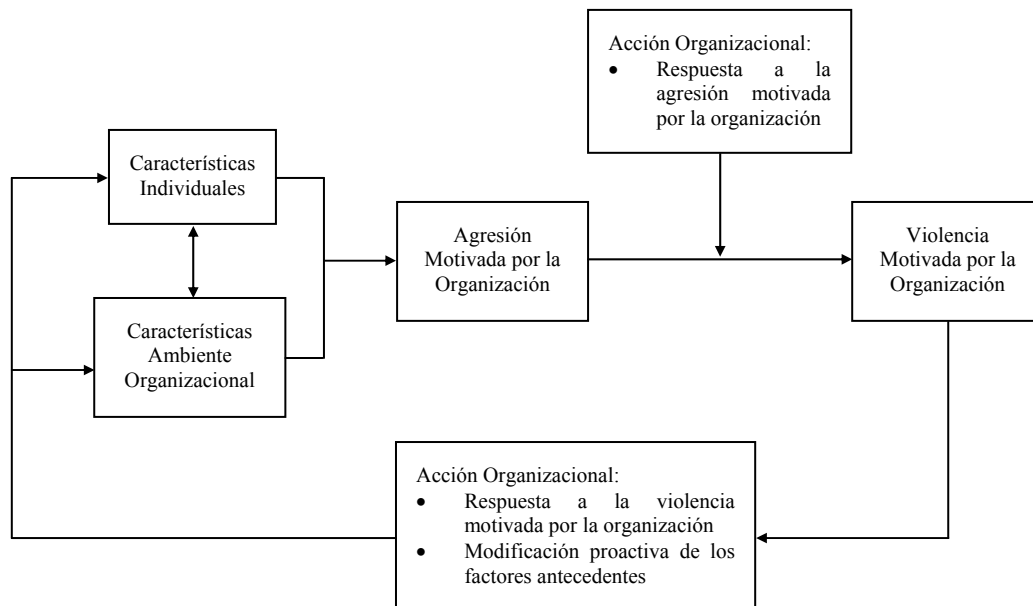 Acción Organizacional:
• Respuesta a la
agresión motivada
por la organización
Características
Individuales
Agresión
Motivada por la
Organización
Violencia
Motivada por la
Organización
Características
Ambiente
Organizacional
Acción Organizacional:
• Respuesta a la violencia
motivada por la organización
• Modificación proactiva de los
factores antecedentes